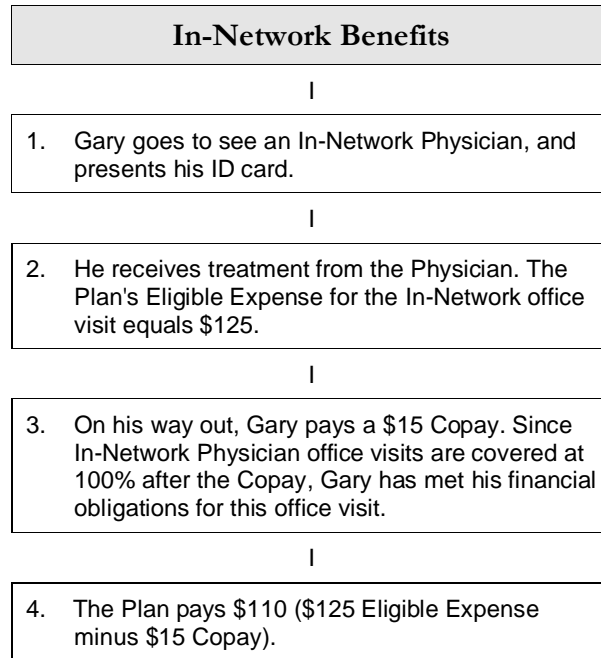 In-Network Benefits
1. Gary goes to see an In-Network Physician, and
presents his ID card.
2. He receives treatment from the Physician. The
Plan's Eligible Expense for the In-Network office
visit equals $125.
3. On his way out, Gary pays a $15 Copay. Since
In-Network Physician office visits are covered at
100% after the Copay, Gary has met his financial
obligations for this office visit.
4. The Plan pays $110 ($125 Eligible Expense
minus $15 Copay).